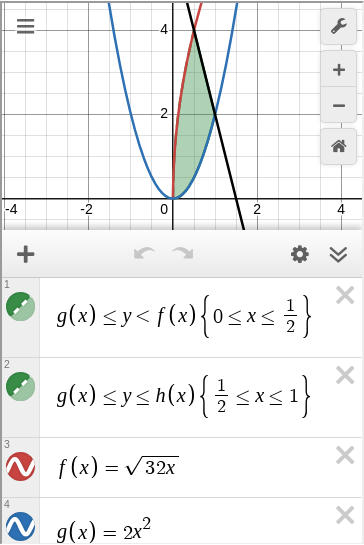 4
2
-4 -2 0 2 4
1
g(x) ≤ y < f(x) {0 ≤ x ≤ 1/2}
2
g(x) ≤ y ≤ h(x) {1/2 ≤ x ≤ 1}
3
f(x) = √32x
4
g(x) = 2x²